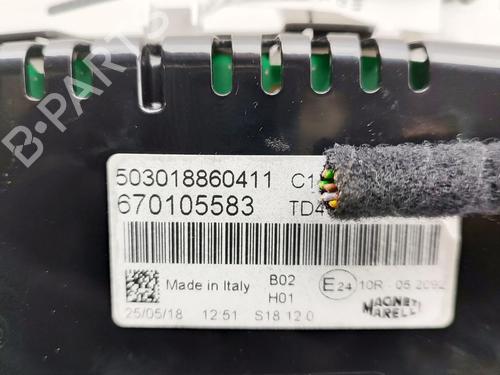 B-PARTS
503018860411 C1
670105583 TD4
Made in Italy B02 E24 10R-05 2092
H01 MAGNETI
25/05/18 12:51 S18 12.0 MARELLI